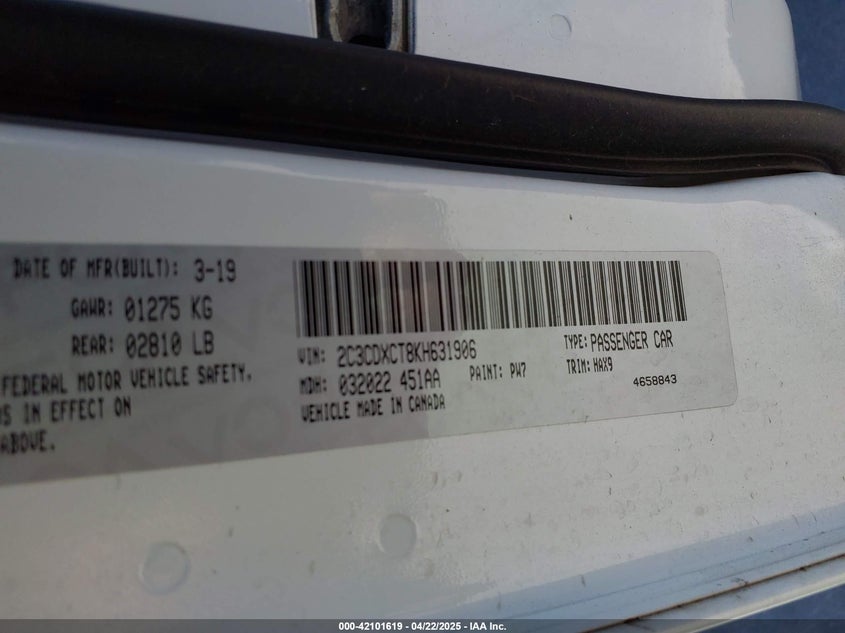 DATE OF MFR(BUILT): 3-19
GAWR: 01275 KG
REAR: 02810 LB
FEDERAL MOTOR VEHICLE SAFETY,
IN EFFECT ON
ABOVE.
VIN: 2C3CDXCT8KH631906
TYPE: PASSENGER CAR
MDH: 032022 451AA
PAINT: PW7
TRIM: HAX9
VEHICLE MADE IN CANADA
4658843
000-42101619 - 04/22/2025 - IAA Inc.